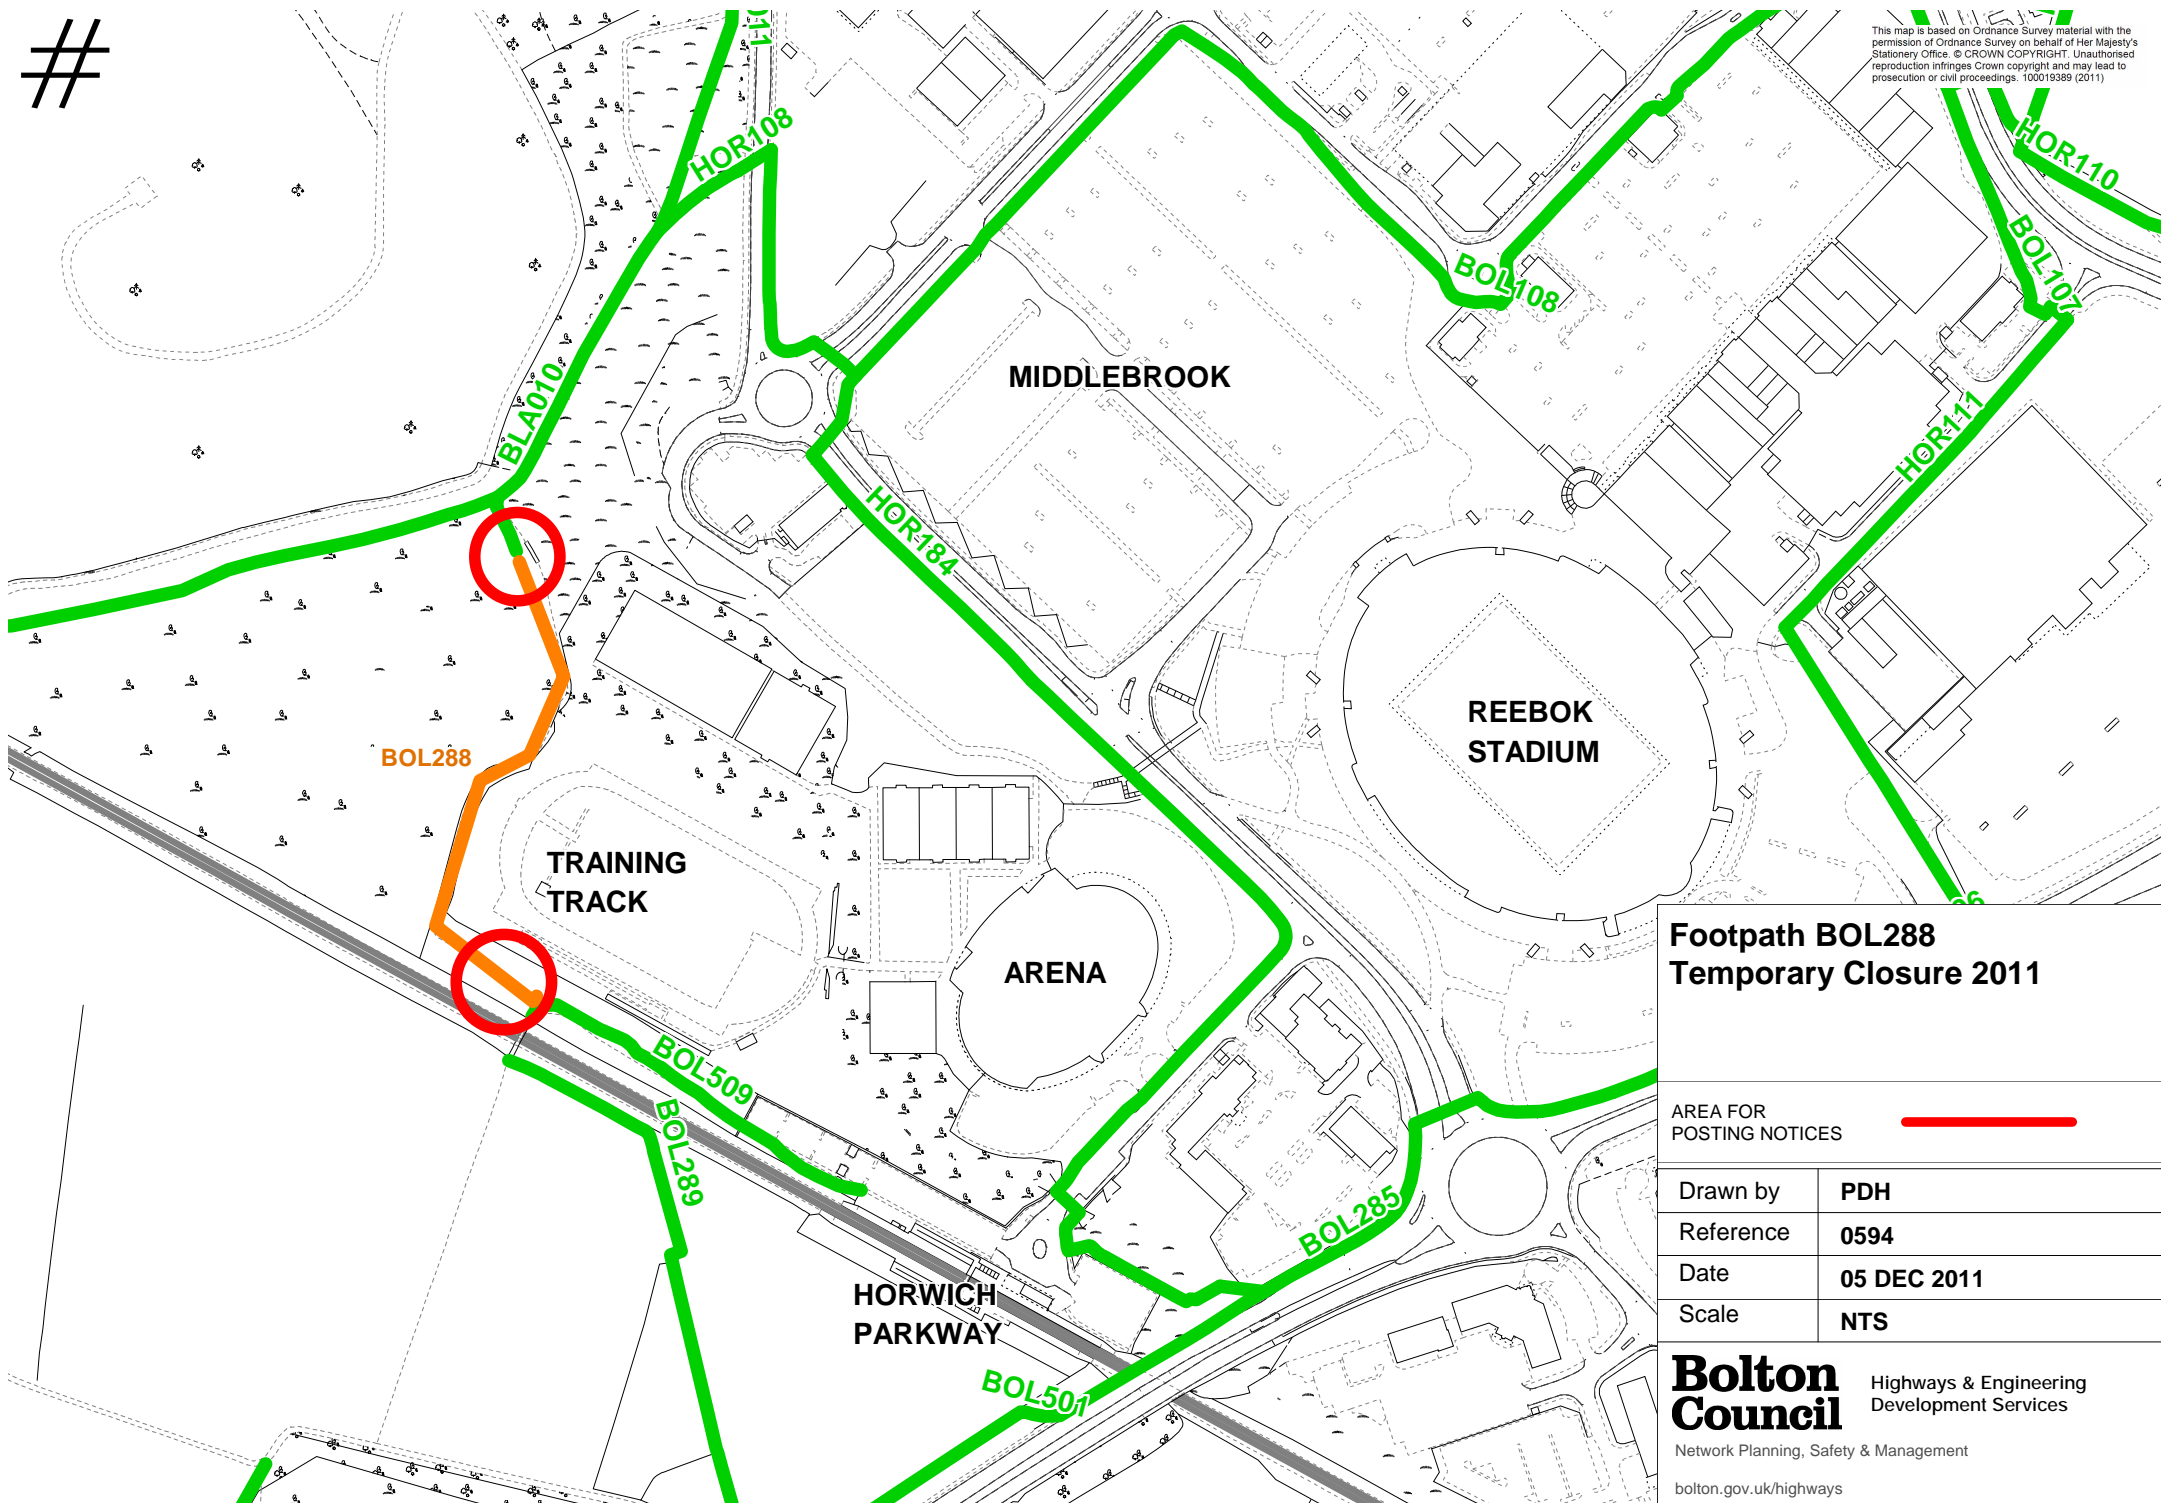 #
This map is based on Ordnance Survey material with the
permission of Ordnance Survey on behalf of Her Majesty's
Stationery Office. © CROWN COPYRIGHT. Unauthorised
reproduction infringes Crown copyright and may lead to
prosecution or civil proceedings. 100019389 (2011)
HOR108
HOR110
BOL107
BOL108
BLA010
MIDDLEBROOK
HOR111
HOR184
REEBOK
STADIUM
BOL288
TRAINING
TRACK
ARENA
BOL509
BOL289
BOL285
HORWICH
PARKWAY
BOL501
Footpath BOL288
Temporary Closure 2011
AREA FOR
POSTING NOTICES
Drawn by PDH
Reference 0594
Date 05 DEC 2011
Scale NTS
Bolton
Council
Highways & Engineering
Development Services
Network Planning, Safety & Management
bolton.gov.uk/highways